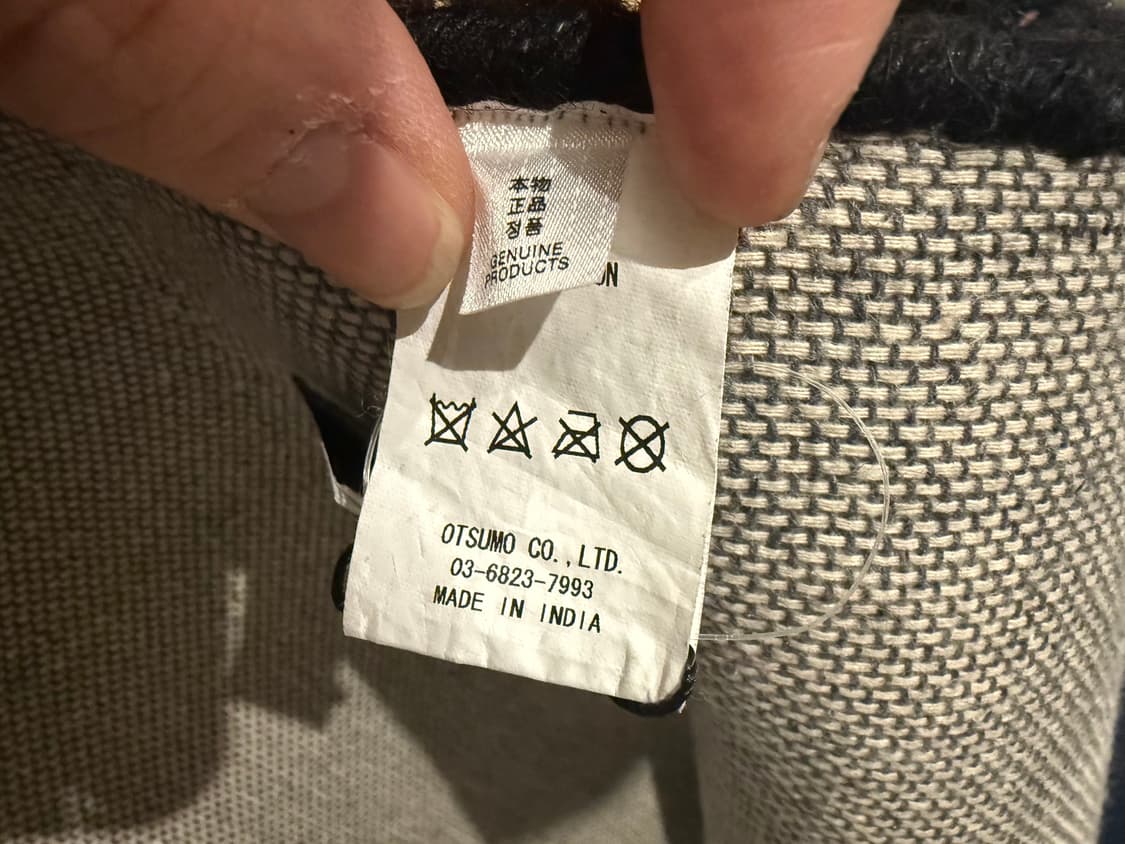 本物
正品
정품
GENUINE
PRODUCTS
OTSUMO CO.,LTD.
03-6823-7993
MADE IN INDIA